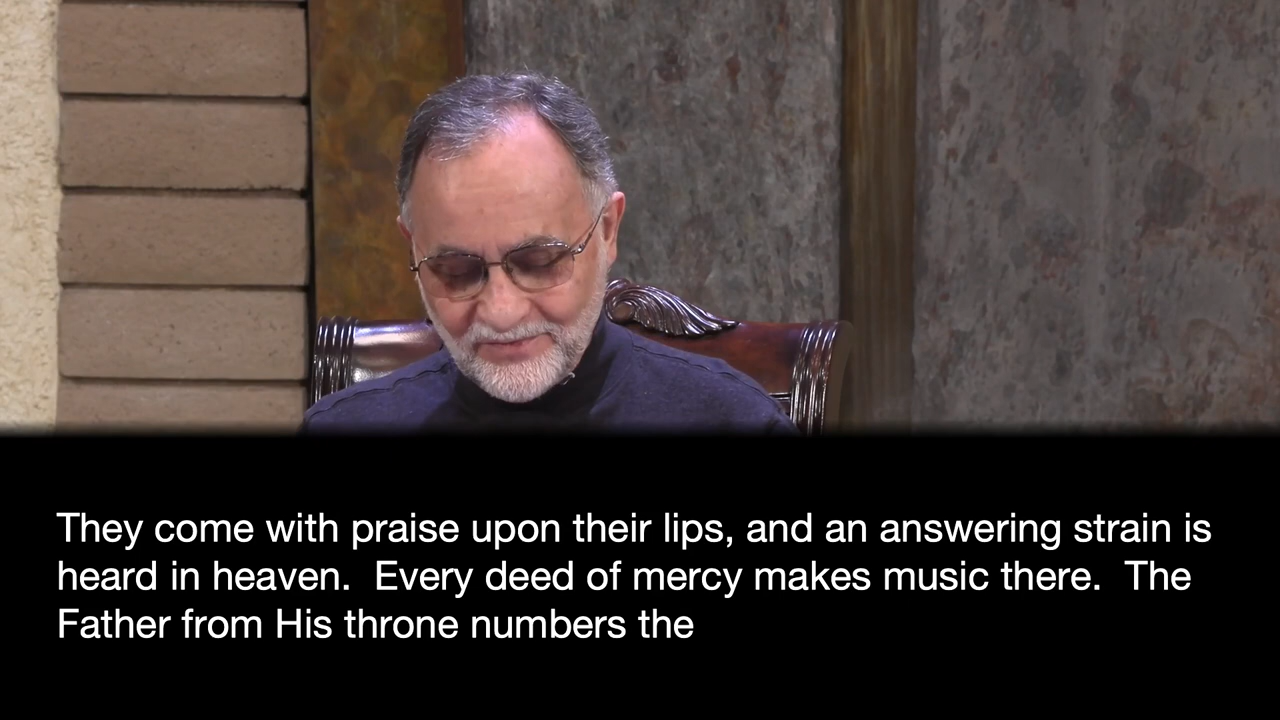 They come with praise upon their lips, and an answering strain is
heard in heaven.  Every deed of mercy makes music there.  The
Father from His throne numbers the